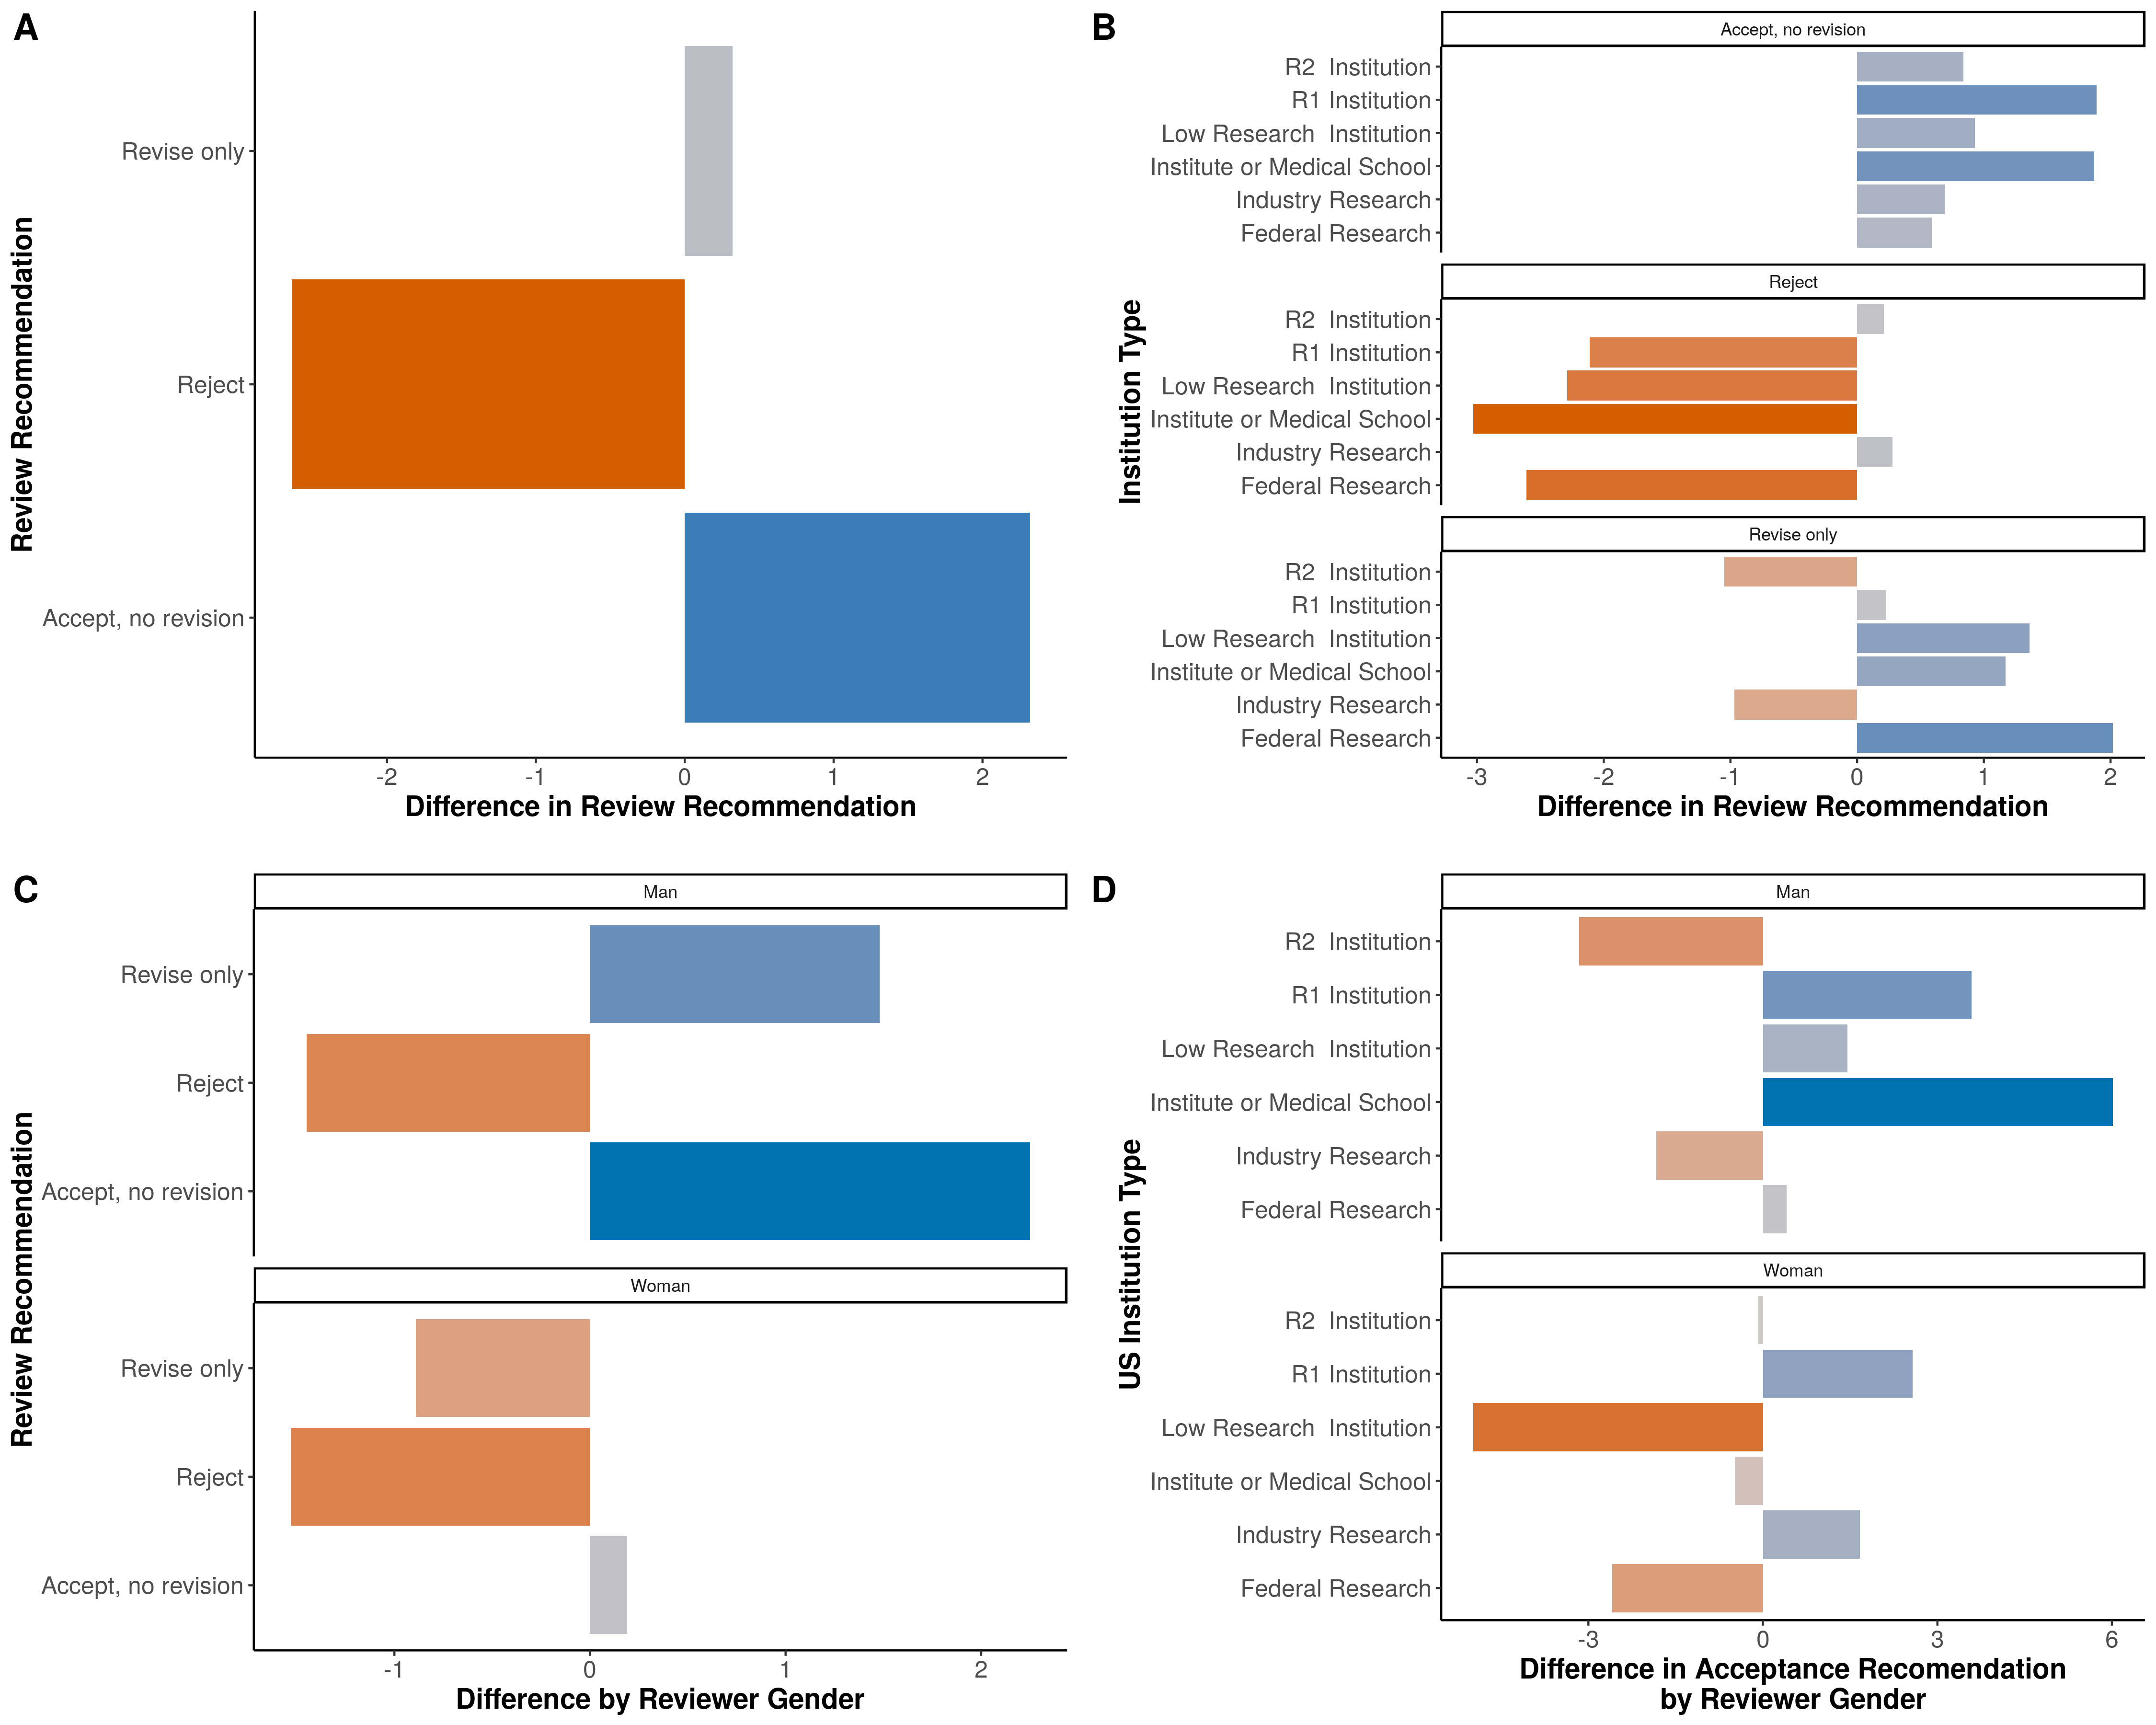 A
Review Recommendation
Revise only
Reject
Accept, no revision
-2 -1 0 1 2
Difference in Review Recommendation
B
Institution Type
Accept, no revision
R2 Institution
R1 Institution
Low Research Institution
Institute or Medical School
Industry Research
Federal Research
Reject
R2 Institution
R1 Institution
Low Research Institution
Institute or Medical School
Industry Research
Federal Research
Revise only
R2 Institution
R1 Institution
Low Research Institution
Institute or Medical School
Industry Research
Federal Research
-3 -2 -1 0 1 2
Difference in Review Recommendation
C
Review Recommendation
Man
Revise only
Reject
Accept, no revision
Woman
Revise only
Reject
Accept, no revision
-1 0 1 2
Difference by Reviewer Gender
D
US Institution Type
Man
R2 Institution
R1 Institution
Low Research Institution
Institute or Medical School
Industry Research
Federal Research
Woman
R2 Institution
R1 Institution
Low Research Institution
Institute or Medical School
Industry Research
Federal Research
-3 0 3 6
Difference in Acceptance Recomendation
by Reviewer Gender